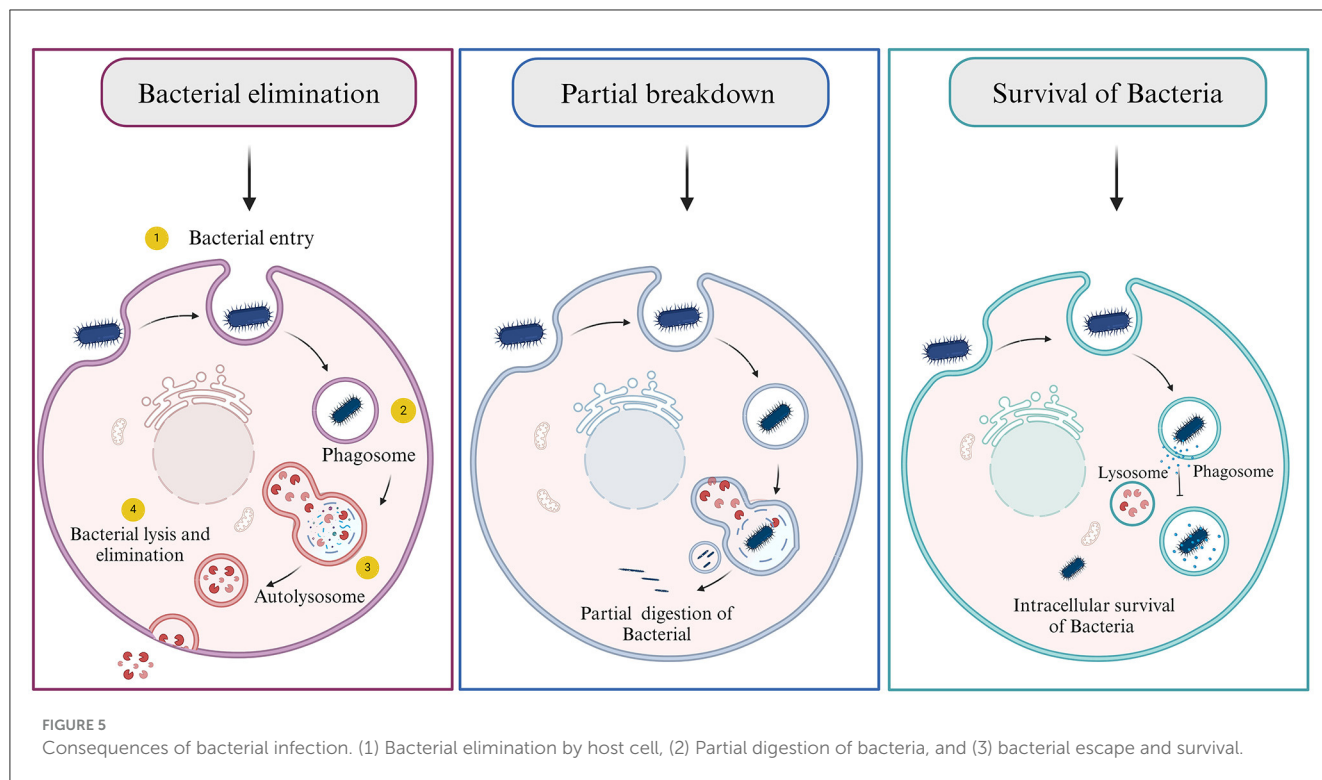 Bacterial elimination
1
Bacterial entry
2
Phagosome
4
Bacterial lysis and
elimination
3
Autolysosome
Partial breakdown
Partial digestion of
Bacterial
Survival of Bacteria
Lysosome
Phagosome
Intracellular survival
of Bacteria
FIGURE 5
Consequences of bacterial infection. (1) Bacterial elimination by host cell, (2) Partial digestion of bacteria, and (3) bacterial escape and survival.